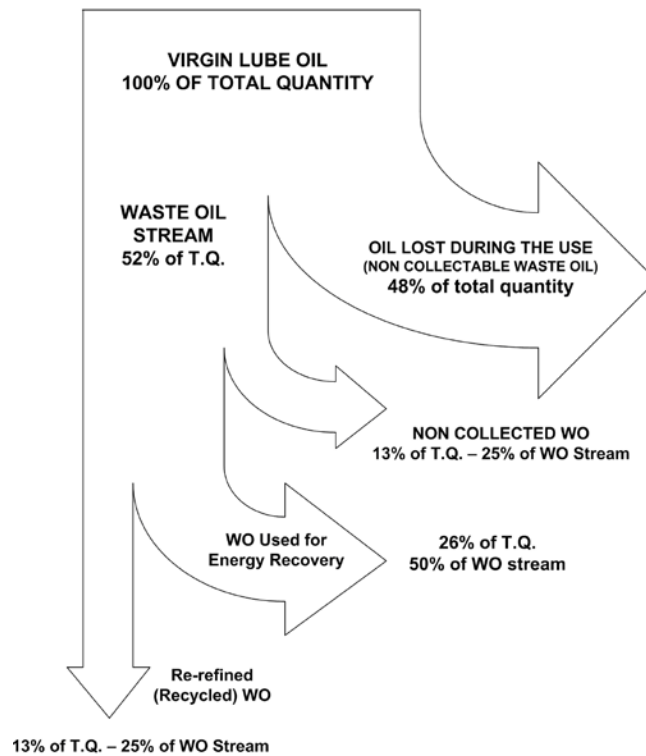 VIRGIN LUBE OIL
100% OF TOTAL QUANTITY
WASTE OIL
STREAM
52% of T.Q.
OIL LOST DURING THE USE
(NON COLLECTABLE WASTE OIL)
48% of total quantity
NON COLLECTED WO
13% of T.Q. – 25% of WO Stream
WO Used for
Energy Recovery
26% of T.Q.
50% of WO stream
Re-refined
(Recycled) WO
13% of T.Q. – 25% of WO Stream